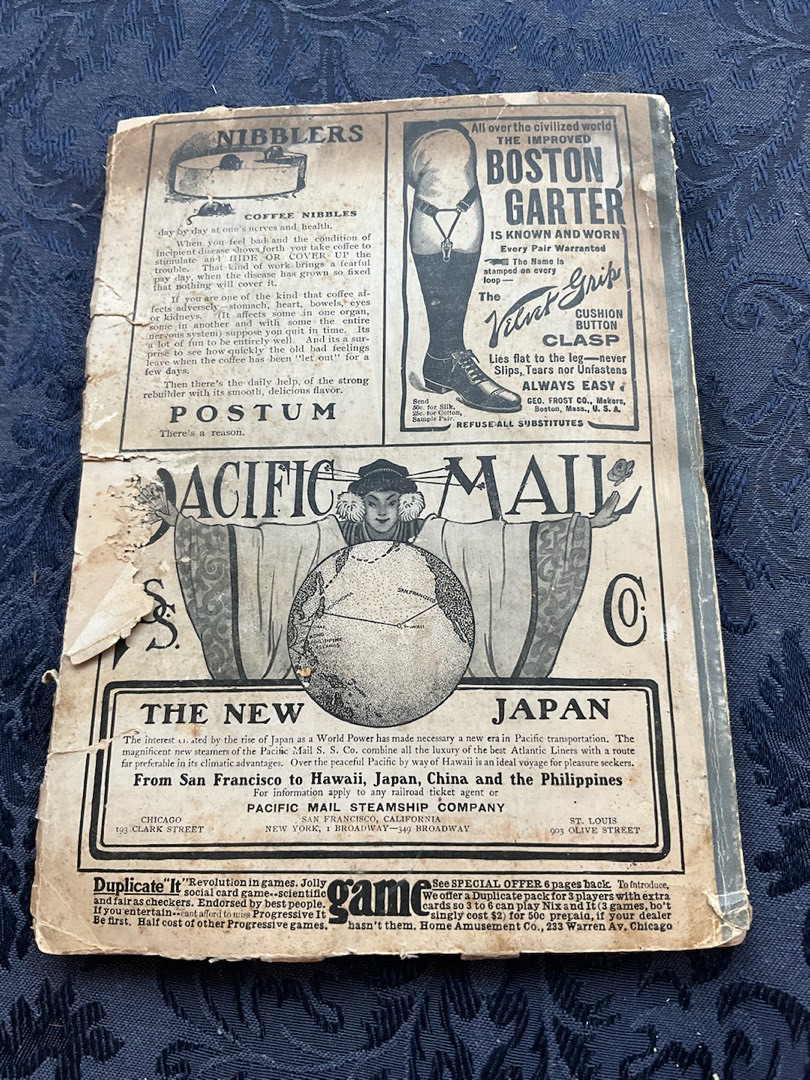 NIBBLERS
COFFEE NIBBLES
day by day at one's nerves and health.
When you feel bad and the condition of
incipient disease shows forth you take coffee to
stimulate and HIDE OR COVER UP the
trouble. That kind of work brings a fearful
pay day, when the disease has grown so fixed
that nothing will cover it.
If you are one of the kind that coffee af-
fects adversely—stomach, heart, bowels, eyes
or kidneys. (It affects some in one organ,
some in another and with some the entire
nervous system) suppose you quit in time. Its
a lot of fun to be entirely well. And its a sur-
prise to see how quickly the old bad feelings
leave when the coffee has been "let out" for a
few days.
Then there's the daily help, of the strong
rebuilder with its smooth, delicious flavor.
POSTUM
There's a reason.
All over the civilized world
THE IMPROVED
BOSTON
GARTER
IS KNOWN AND WORN
Every Pair Warranted
The Name is
stamped on every
loop—
The
Velvet Grip
CUSHION
BUTTON
CLASP
Lies flat to the leg—never
Slips, Tears nor Unfastens
ALWAYS EASY
Send
50c. for Silk,
25c. for Cotton,
Sample Pair.
GEO. FROST CO., Makers,
Boston, Mass., U. S. A.
REFUSE ALL SUBSTITUTES
PACIFIC MAIL
S.S. CO.
SAN FRANCISCO
HAWAII
ISLANDS
THE NEW JAPAN
The interest by the rise of Japan as a World Power has made necessary a new era in Pacific transportation. The
magnificent new steamers of the Pacific Mail S. S. Co. combine all the luxury of the best Atlantic Liners with a route
far preferable in its climatic advantages. Over the peaceful Pacific by way of Hawaii is an ideal voyage for pleasure seekers.
From San Francisco to Hawaii, Japan, China and the Philippines
For information apply to any railroad ticket agent or
PACIFIC MAIL STEAMSHIP COMPANY
CHICAGO
193 CLARK STREET
SAN FRANCISCO, CALIFORNIA
NEW YORK, 1 BROADWAY—349 BROADWAY
ST. LOUIS
903 OLIVE STREET
Duplicate "It" Revolution in games. Jolly
social card game--scientific
and fair as checkers. Endorsed by best people.
If you entertain--cant afford to miss Progressive It
Be first. Half cost of other Progressive games.
game
See SPECIAL OFFER 6 pages back. To Introduce,
We offer a Duplicate pack for 3 players with extra
cards so 3 to 6 can play Nix and It (3 games, bo't
singly cost $2) for 50c prepaid, if your dealer
hasn't them. Home Amusement Co., 233 Warren Av. Chicago